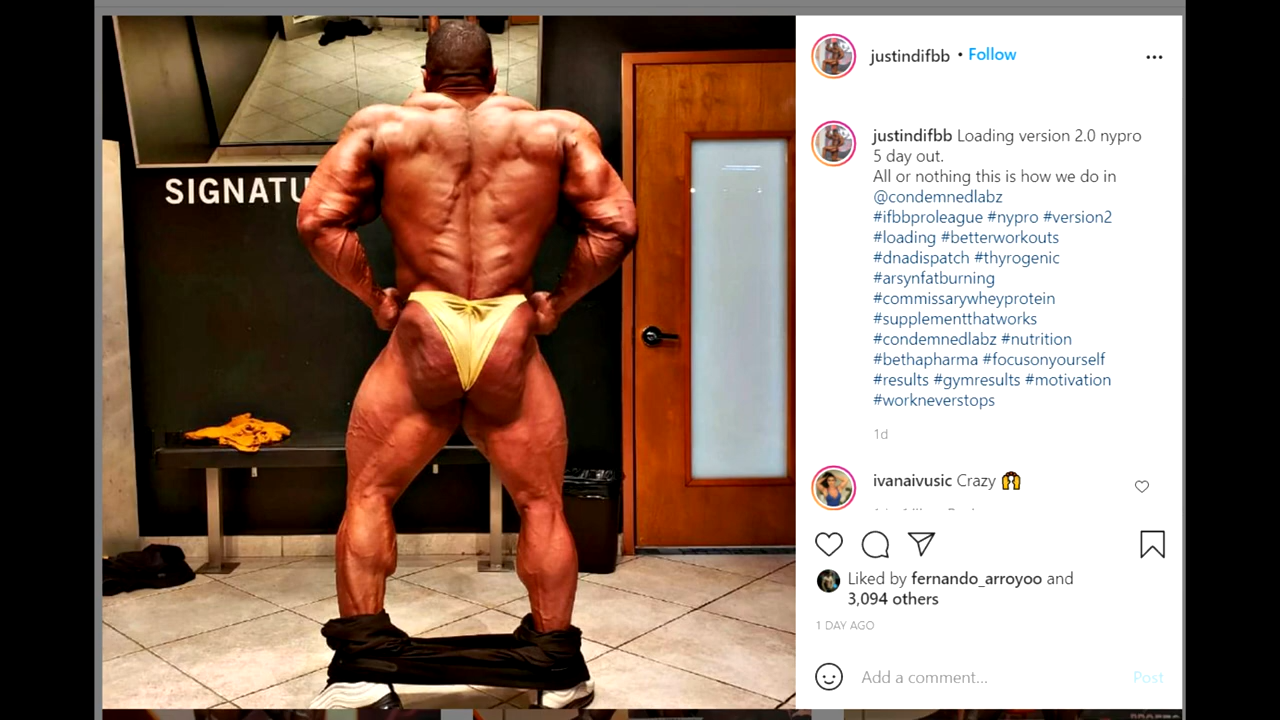 SIGNATU
justindifbb • Follow
justindifbb Loading version 2.0 nypro
5 day out.
All or nothing this is how we do in
@condemnedlabz
#ifbbproleague #nypro #version2
#loading #betterworkouts
#dnadispatch #thyrogenic
#arsynfatburning
#commissarywheyprotein
#supplementthatworks
#condemnedlabz #nutrition
#bethapharma #focusonyourself
#results #gymresults #motivation
#workneverstops
1d
ivanaivusic Crazy 🙌
Liked by fernando_arroyoo and
3,094 others
1 DAY AGO
Add a comment... Post